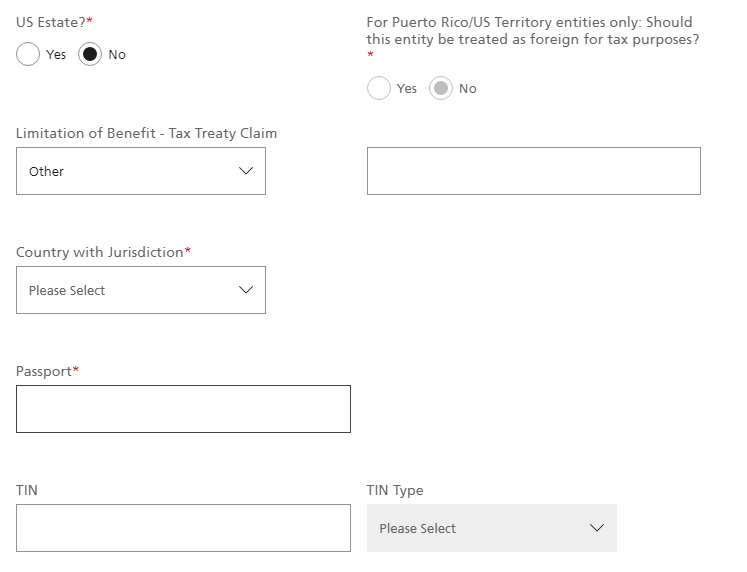 US Estate?*
Yes No
For Puerto Rico/US Territory entities only: Should
this entity be treated as foreign for tax purposes?
*
Yes No
Limitation of Benefit - Tax Treaty Claim
Other
Country with Jurisdiction*
Please Select
Passport*
TIN
TIN Type
Please Select